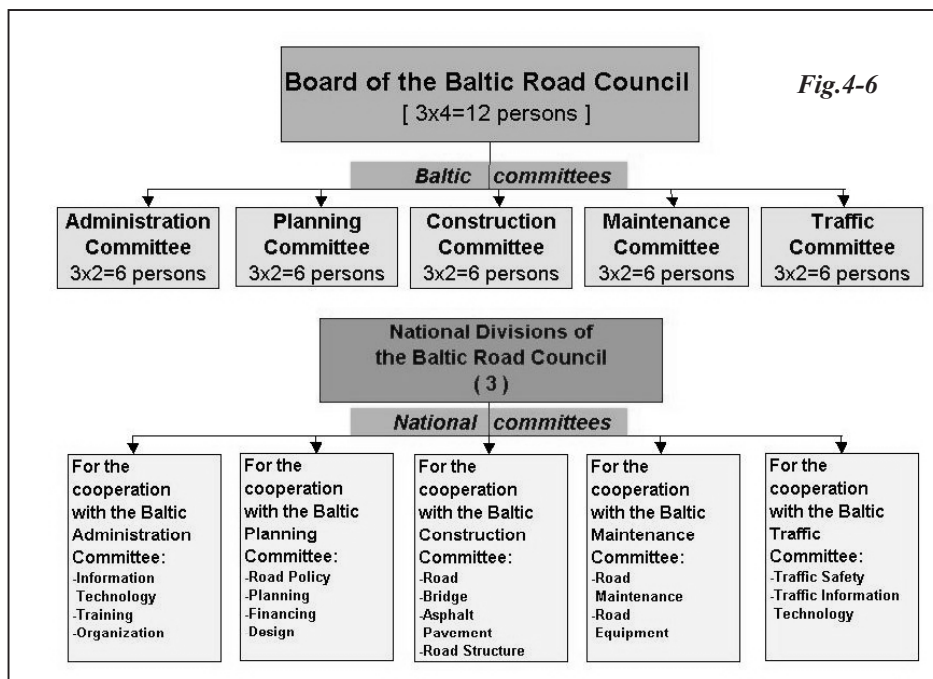 Board of the Baltic Road Council
[ 3x4=12 persons ]
Fig.4-6
Baltic committees
Administration
Committee
3x2=6 persons
Planning
Committee
3x2=6 persons
Construction
Committee
3x2=6 persons
Maintenance
Committee
3x2=6 persons
Traffic
Committee
3x2=6 persons
National Divisions of
the Baltic Road Council
( 3 )
National committees
For the
cooperation
with the Baltic
Administration
Committee:
-Information
Technology
-Training
-Organization
For the
cooperation
with the Baltic
Planning
Committee:
-Road Policy
-Planning
-Financing
Design
For the
cooperation
with the Baltic
Construction
Committee:
-Road
-Bridge
-Asphalt
Pavement
-Road Structure
For the
cooperation
with the Baltic
Maintenance
Committee:
-Road
Maintenance
-Road
Equipment
For the
cooperation
with the Baltic
Traffic
Committee:
-Traffic Safety
-Traffic Information
Technology